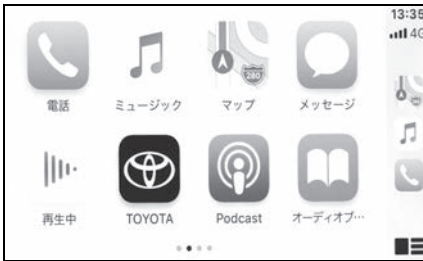 13:35
4G
280
電話
ミュージック
マップ
メッセージ
再生中
TOYOTA
Podcast
オーディオブ…